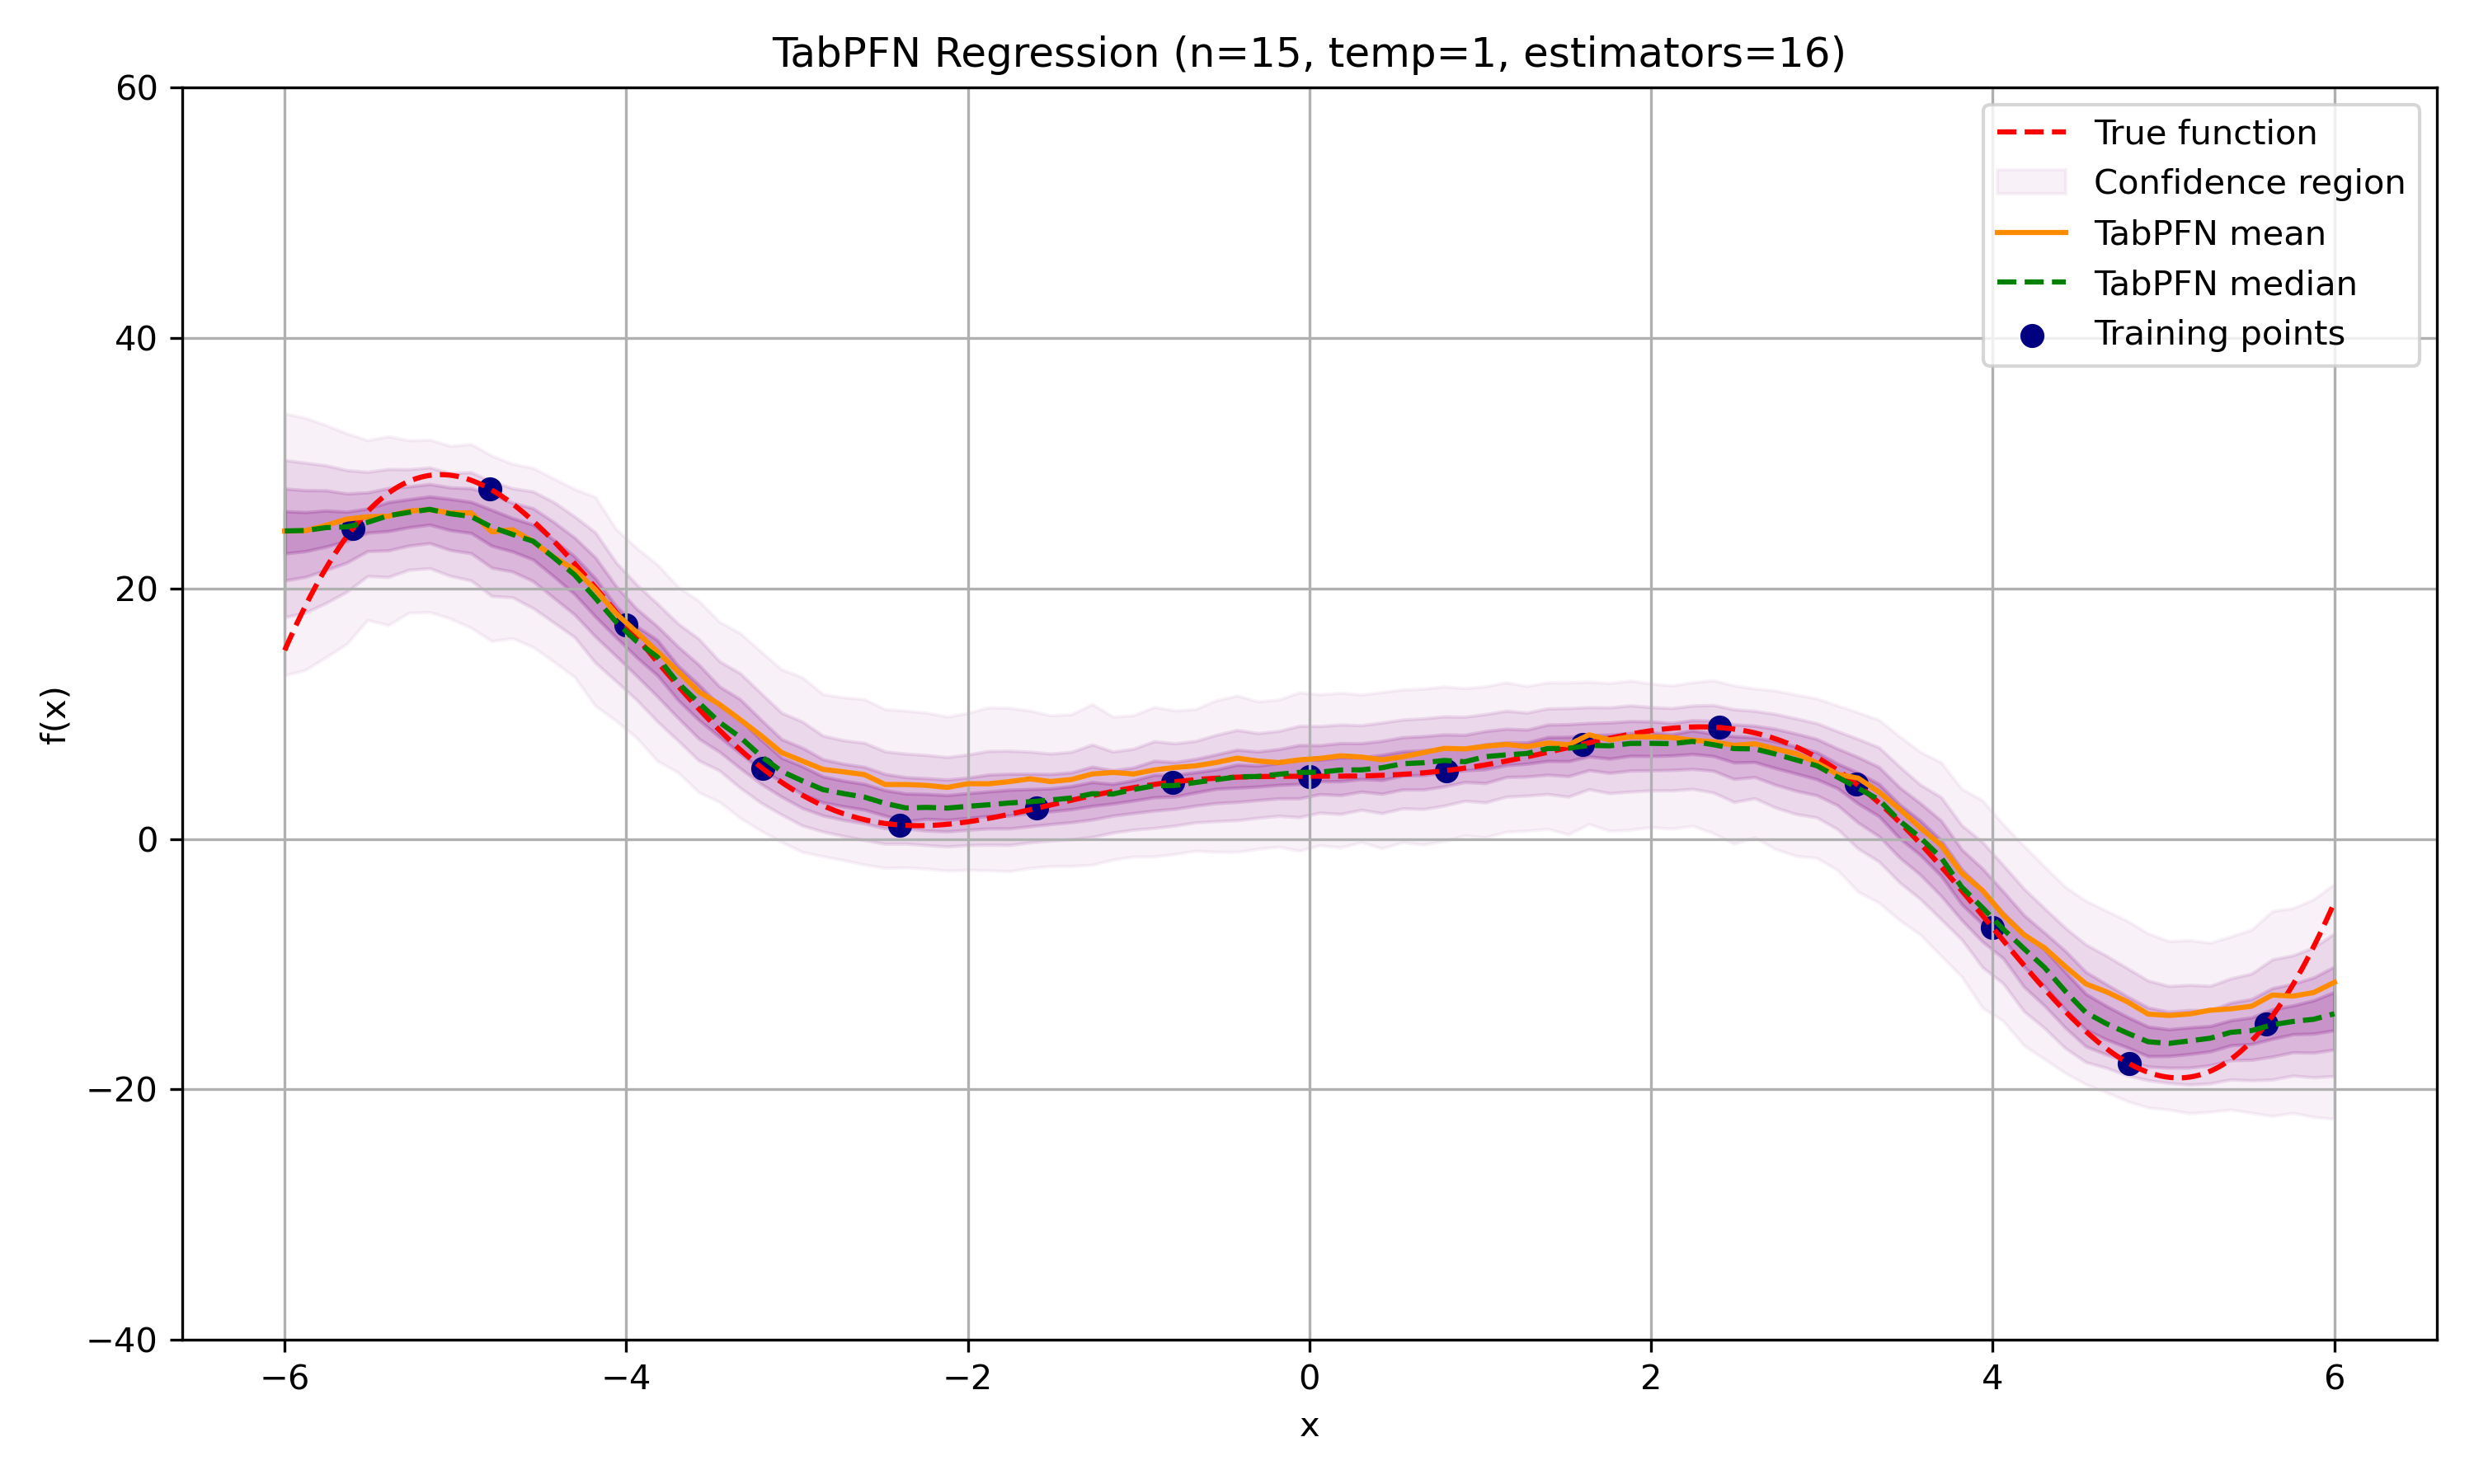 TabPFN Regression (n=15, temp=1, estimators=16)
60
40
20
0
−20
−40
f(x)
True function
Confidence region
TabPFN mean
TabPFN median
Training points
−6
−4
−2
0
2
4
6
x